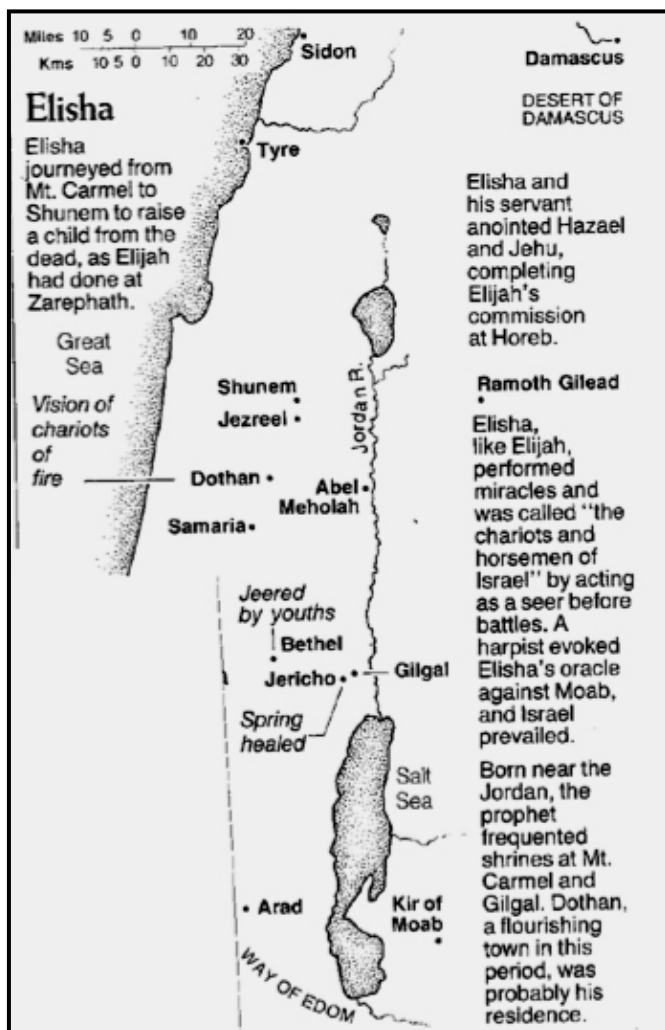 Miles 10 5 0 10 20
Kms 10 5 0 10 20 30
Sidon
Damascus
DESERT OF
DAMASCUS
Elisha
Elisha
journeyed from
Mt. Carmel to
Shunem to raise
a child from the
dead, as Elijah
had done at
Zarephath.
Tyre
Elisha and
his servant
anointed Hazael
and Jehu,
completing
Elijah's
commission
at Horeb.
Great
Sea
Jordan R.
Shunem
Jezreel
Ramoth Gilead
Vision of
chariots
of
fire
Dothan
Abel
Meholah
Samaria
Elisha,
like Elijah,
performed
miracles and
was called "the
chariots and
horsemen of
Israel" by acting
as a seer before
battles. A
harpist evoked
Elisha's oracle
against Moab,
and Israel
prevailed.
Jeered
by youths
Bethel
Jericho
Gilgal
Spring
healed
Salt
Sea
Born near the
Jordan, the
prophet
frequented
shrines at Mt.
Carmel and
Gilgal. Dothan,
a flourishing
town in this
period, was
probably his
residence.
Arad
Kir of
Moab
WAY OF EDOM